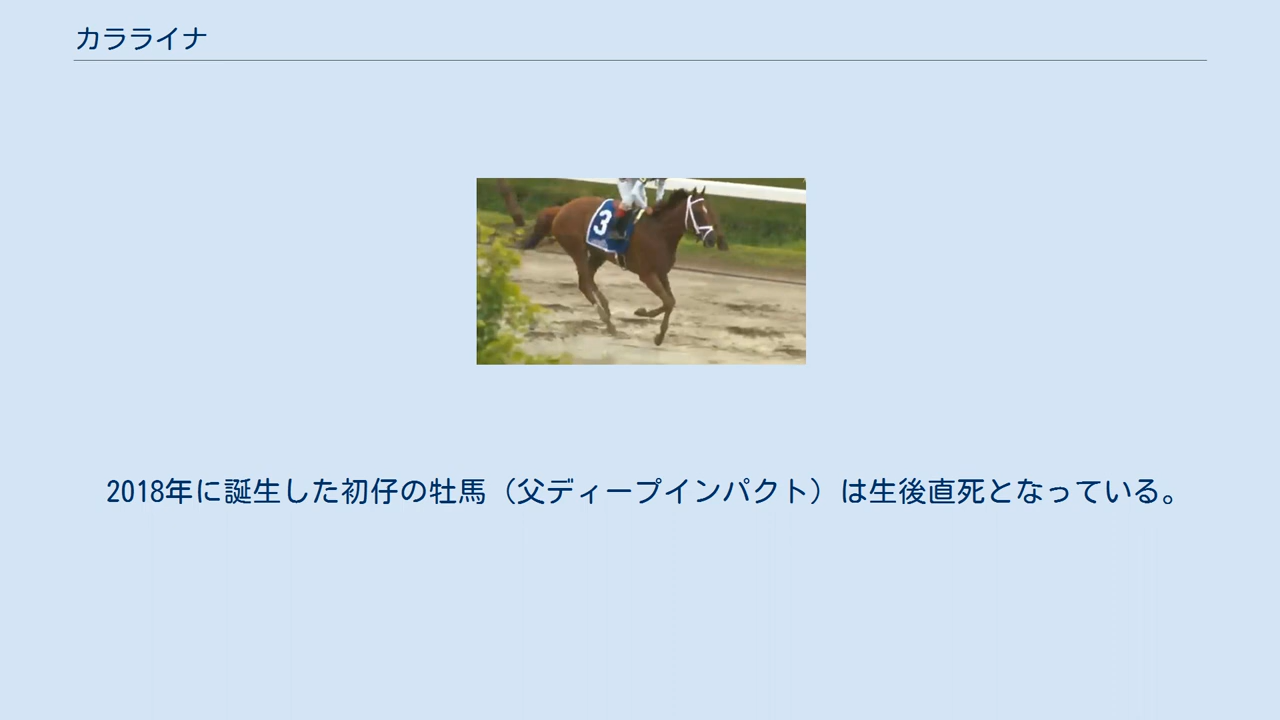 カラライナ
3
2018年に誕生した初仔の牡馬（父ディープインパクト）は生後直死となっている。